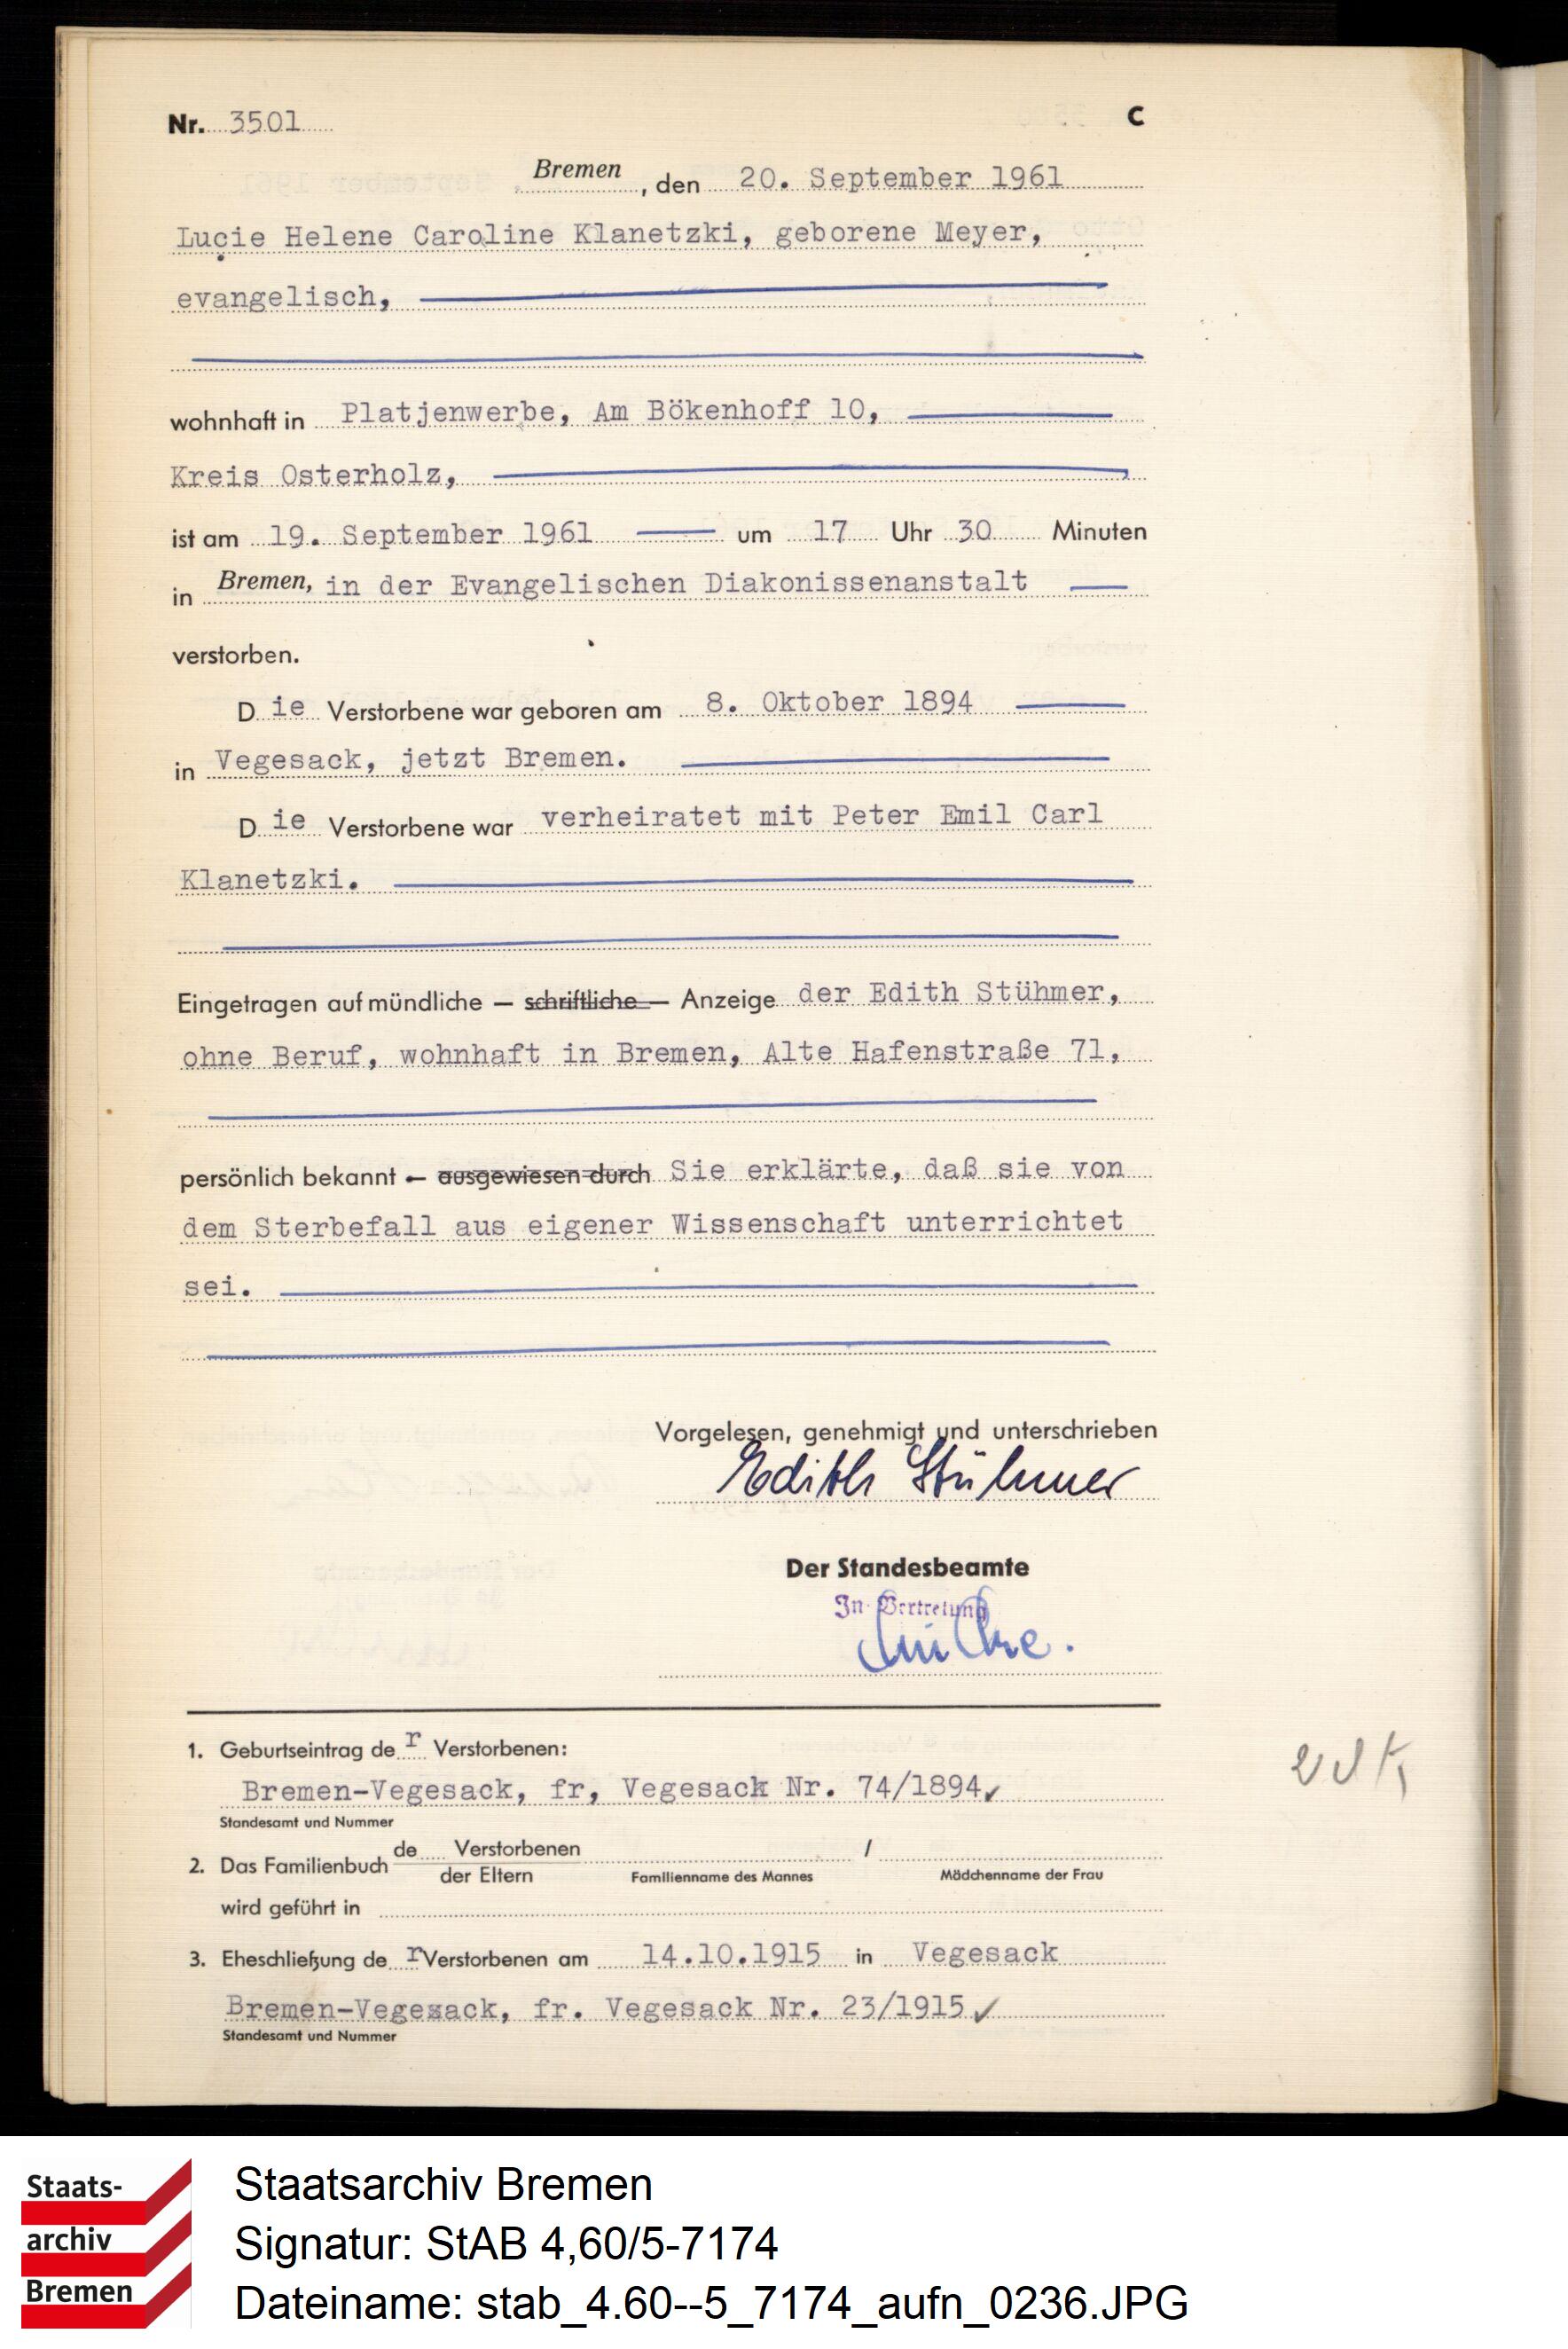 Nr. 3501
C
Bremen, den 20. September 1961
Lucie Helene Caroline Klanetzki, geborene Meyer,
evangelisch,
wohnhaft in Platjenwerbe, Am Bökenhoff 10,
Kreis Osterholz,
ist am 19. September 1961 um 17 Uhr 30 Minuten
in Bremen, in der Evangelischen Diakonissenanstalt
verstorben.
Die Verstorbene war geboren am 8. Oktober 1894
in Vegesack, jetzt Bremen.
Die Verstorbene war verheiratet mit Peter Emil Carl
Klanetzki.
Eingetragen auf mündliche — schriftliche — Anzeige der Edith Stühmer,
ohne Beruf, wohnhaft in Bremen, Alte Hafenstraße 71,
persönlich bekannt — ausgewiesen durch Sie erklärte, daß sie von
dem Sterbefall aus eigener Wissenschaft unterrichtet
sei.
Vorgelesen, genehmigt und unterschrieben
Edith Stühmer
Der Standesbeamte
In Vertretung
1. Geburtseintrag de r Verstorbenen:
Bremen-Vegesack, fr, Vegesack Nr. 74/1894
Standesamt und Nummer
2. Das Familienbuch de Verstorbenen /
der Eltern Familienname des Mannes Mädchenname der Frau
wird geführt in
3. Eheschließung de r Verstorbenen am 14.10.1915 in Vegesack
Bremen-Vegesack, fr. Vegesack Nr. 23/1915
Standesamt und Nummer
Staats-
archiv
Bremen
Staatsarchiv Bremen
Signatur: StAB 4,60/5-7174
Dateiname: stab_4.60--5_7174_aufn_0236.JPG